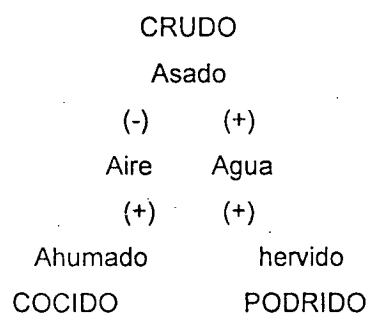 CRUDO
Asado
(-) (+)
Aire Agua
(+) (+)
Ahumado hervido
COCIDO PODRIDO